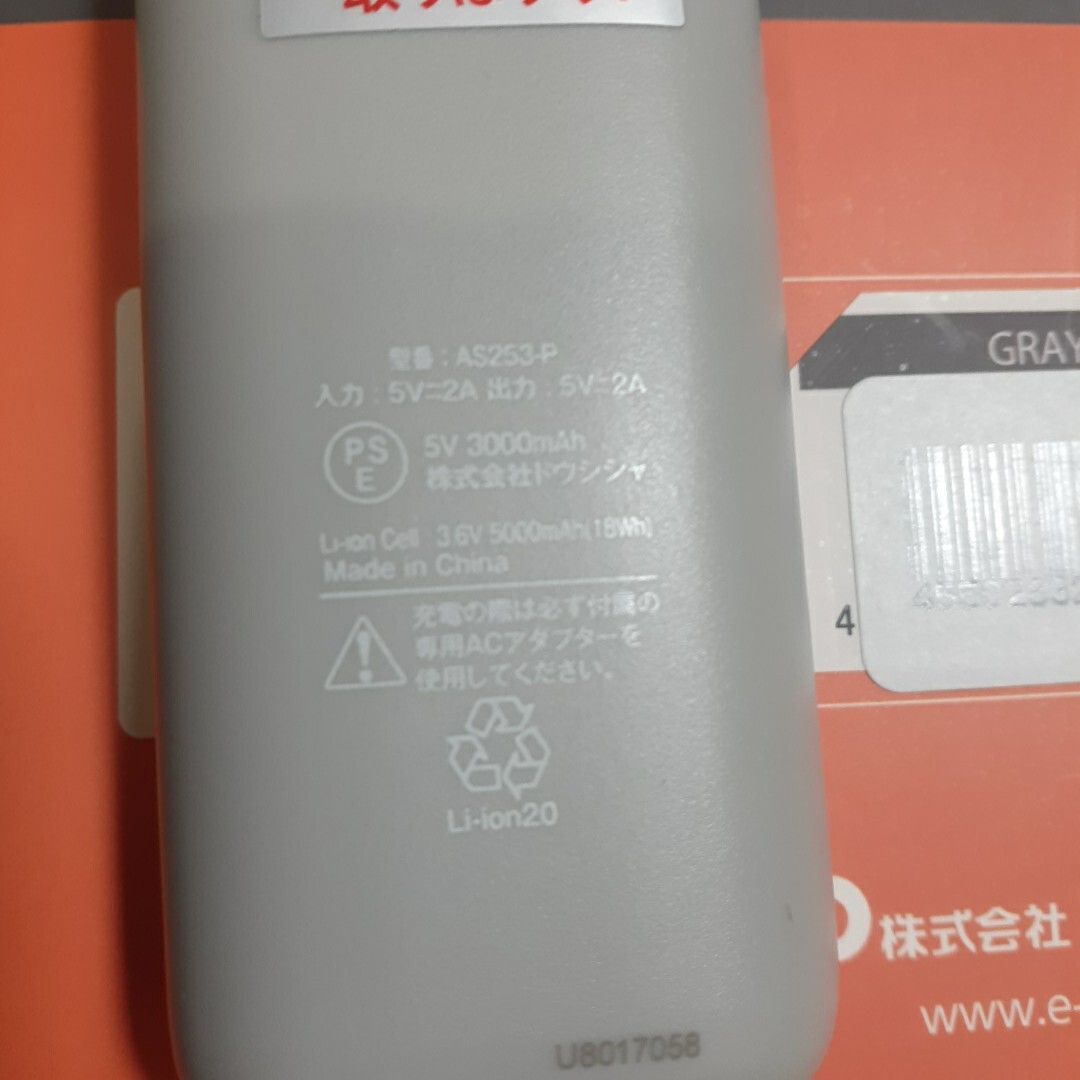 型番：AS253-P
入力：5V⎓2A 出力：5V⎓2A
PS
E
5V 3000mAh
株式会社ドウシシャ
Li-ion Cell 3.6V 5000mAh(18Wh)
Made in China
充電の際は必ず付属の
専用ACアダプターを
使用してください。
Li-ion20
U8017058
GRAY
4
株式会社
www.e-